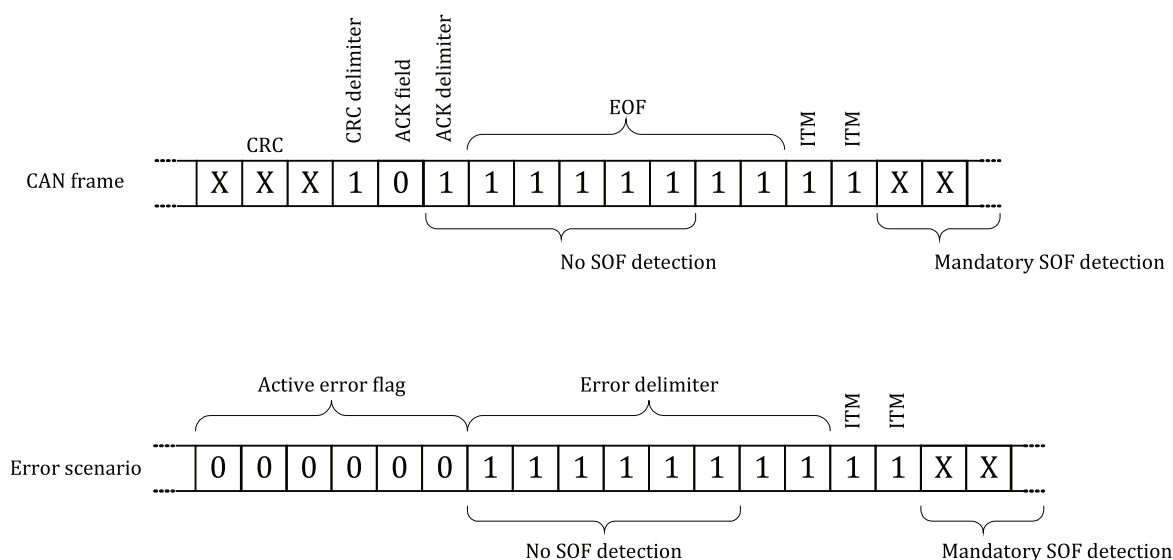 CRC delimiter
ACK field
ACK delimiter
CRC
EOF
ITM
ITM
CAN frame
X X X 1 0 1 1 1 1 1 1 1 1 1 1 X X
No SOF detection
Mandatory SOF detection
Active error flag
Error delimiter
ITM
ITM
Error scenario
0 0 0 0 0 0 1 1 1 1 1 1 1 1 1 1 X X
No SOF detection
Mandatory SOF detection